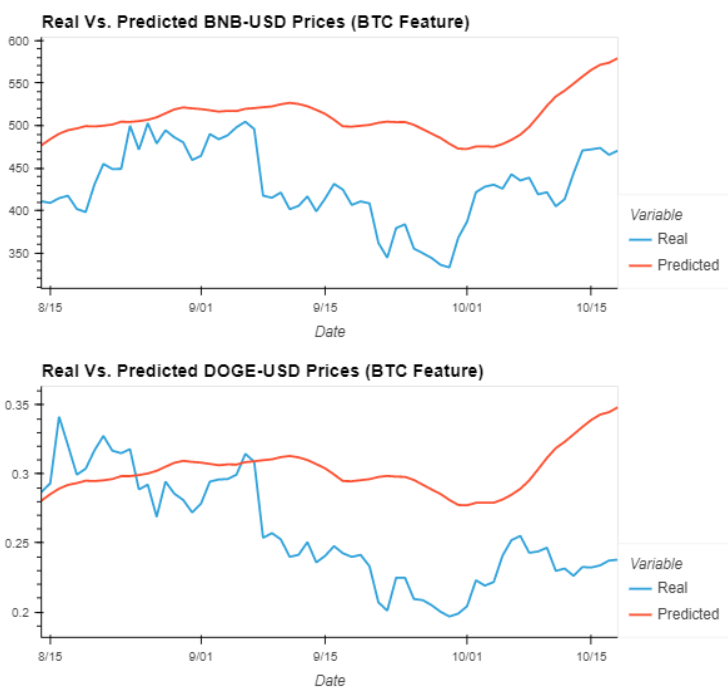 Real Vs. Predicted BNB-USD Prices (BTC Feature)
600
550
500
450
400
350
8/15 9/01 9/15 10/01 10/15
Date
Variable
Real
Predicted
Real Vs. Predicted DOGE-USD Prices (BTC Feature)
0.35
0.3
0.25
0.2
8/15 9/01 9/15 10/01 10/15
Date
Variable
Real
Predicted